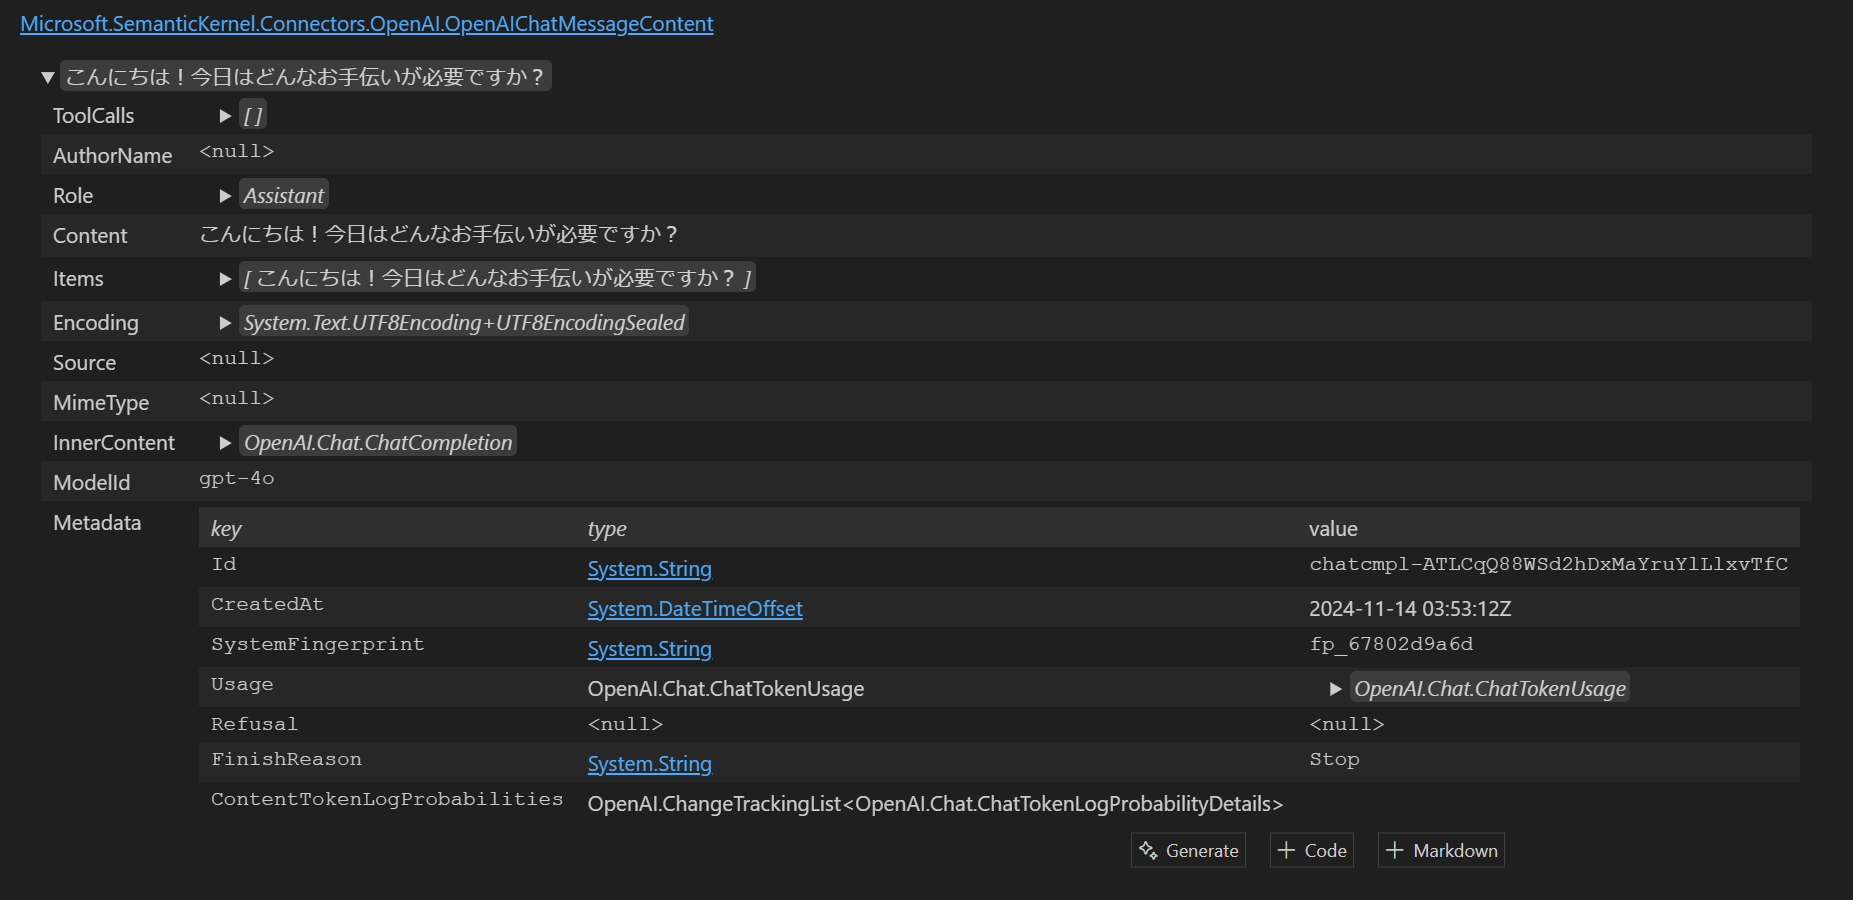 Microsoft.SemanticKernel.Connectors.OpenAI.OpenAIChatMessageContent
こんにちは！今日はどんなお手伝いが必要ですか？
ToolCalls []
AuthorName <null>
Role Assistant
Content こんにちは！今日はどんなお手伝いが必要ですか？
Items [ こんにちは！今日はどんなお手伝いが必要ですか？ ]
Encoding System.Text.UTF8Encoding+UTF8EncodingSealed
Source <null>
MimeType <null>
InnerContent OpenAI.Chat.ChatCompletion
ModelId gpt-4o
Metadata key type value
Id System.String chatcmpl-ATLCqQ88WSd2hDxMaYruYlLlxvTfC
CreatedAt System.DateTimeOffset 2024-11-14 03:53:12Z
SystemFingerprint System.String fp_67802d9a6d
Usage OpenAI.Chat.ChatTokenUsage OpenAI.Chat.ChatTokenUsage
Refusal <null> <null>
FinishReason System.String Stop
ContentTokenLogProbabilities OpenAI.ChangeTrackingList<OpenAI.Chat.ChatTokenLogProbabilityDetails>
Generate + Code + Markdown